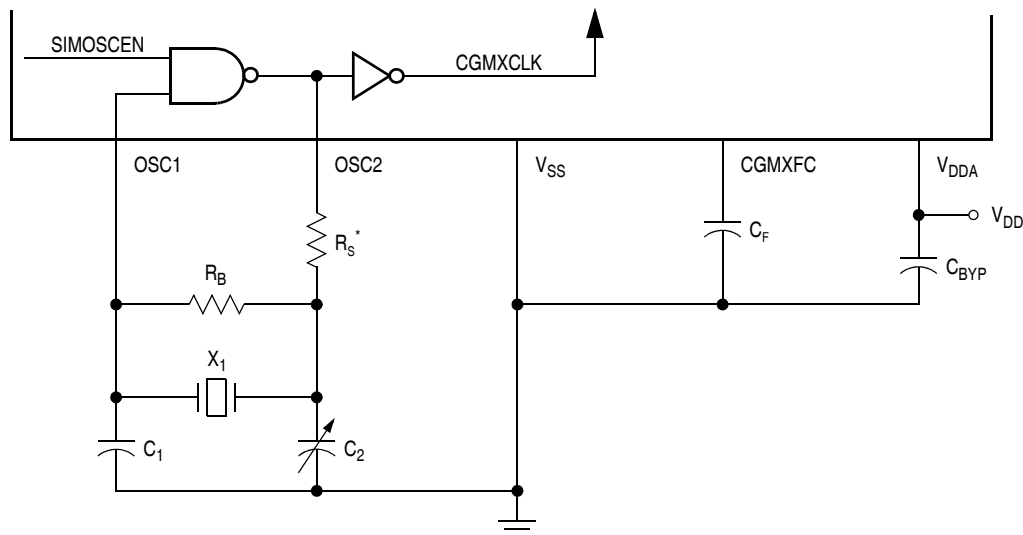 SIMOSCEN
CGMXCLK
OSC1
OSC2
VSS
CGMXFC
VDDA
RS*
CF
VDD
CBYP
RB
X1
C1
C2